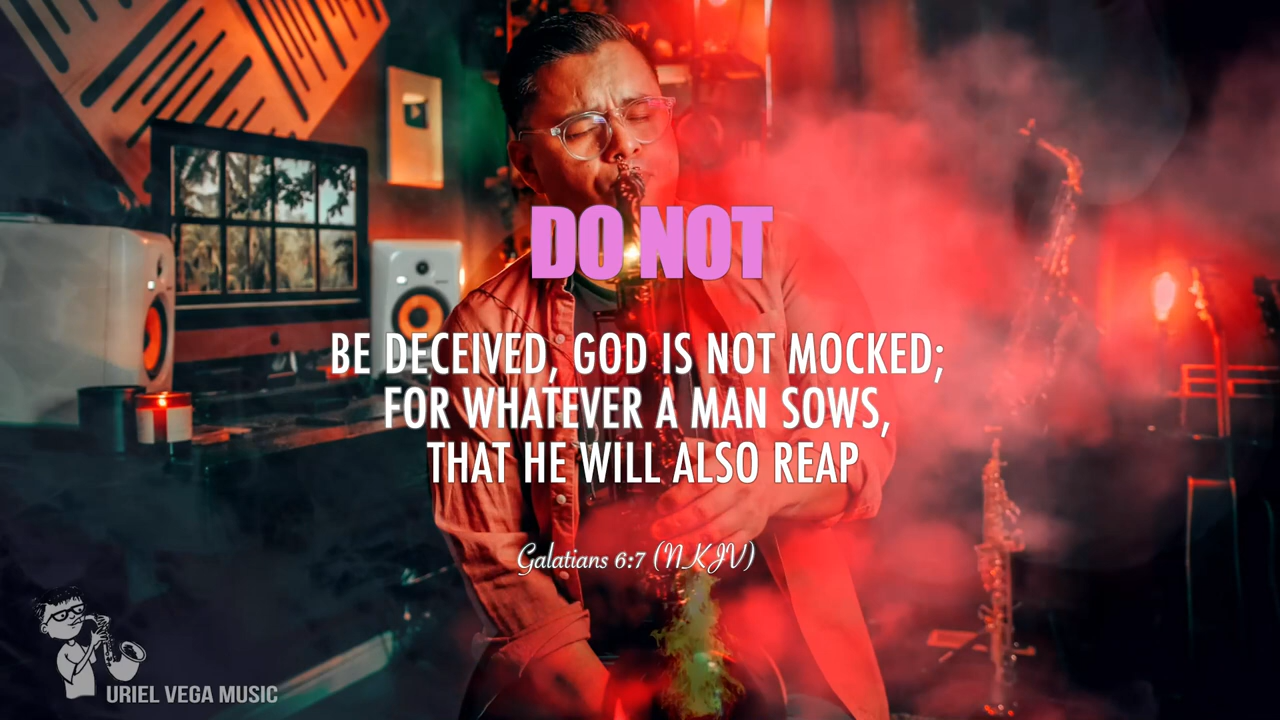 DO NOT
BE DECEIVED, GOD IS NOT MOCKED;
FOR WHATEVER A MAN SOWS,
THAT HE WILL ALSO REAP
Galatians 6:7 (NKJV)
URIEL VEGA MUSIC